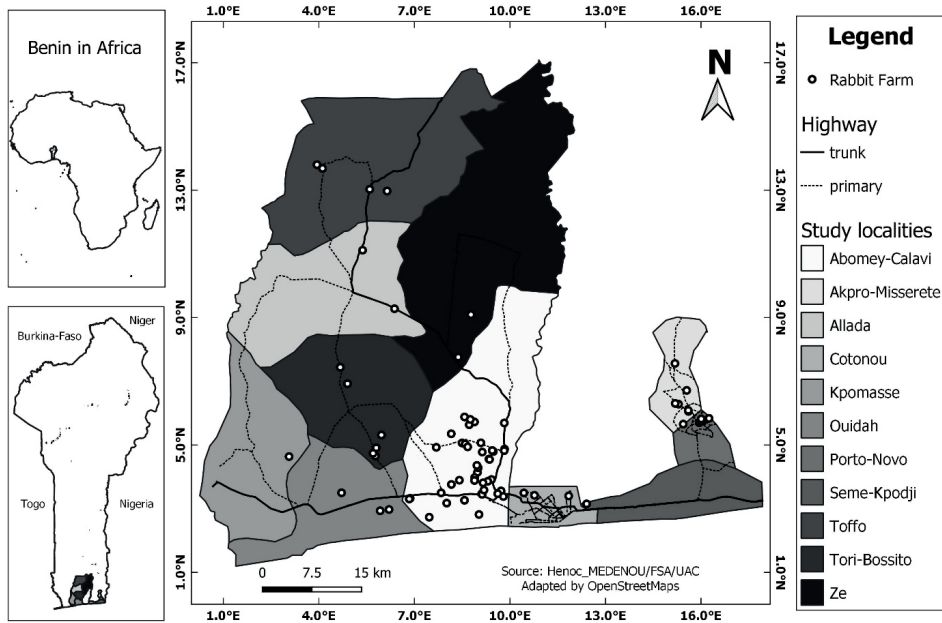 Benin in Africa
Burkina-Faso
Niger
Togo
Nigeria
1.0°E 4.0°E 7.0°E 10.0°E 13.0°E 16.0°E
17.0°N
13.0°N
9.0°N
5.0°N
1.0°N
N
17.0°N
13.0°N
9.0°N
5.0°N
1.0°N
0 7.5 15 km
Source: Henoc_MEDENOU/FSA/UAC
Adapted by OpenStreetMaps
1.0°E 4.0°E 7.0°E 10.0°E 13.0°E 16.0°E
Legend
Rabbit Farm
Highway
trunk
primary
Study localities
Abomey-Calavi
Akpro-Misserete
Allada
Cotonou
Kpomasse
Ouidah
Porto-Novo
Seme-Kpodji
Toffo
Tori-Bossito
Ze